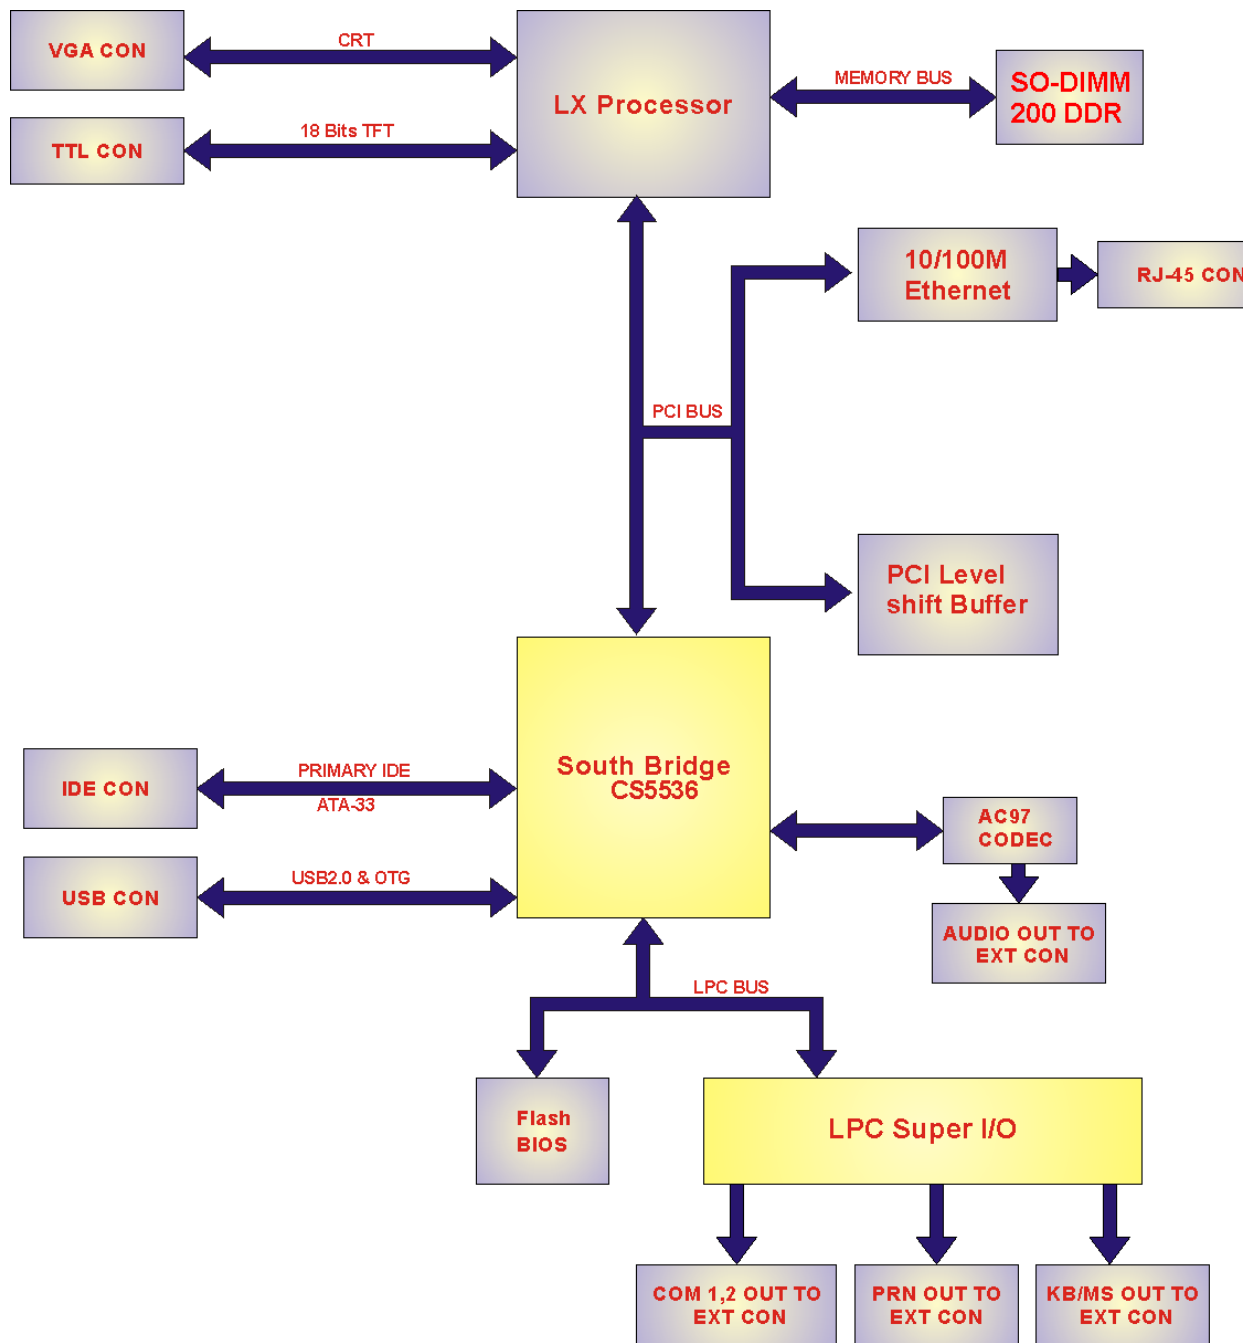 VGA CON
CRT
LX Processor
MEMORY BUS
SO-DIMM
200 DDR
TTL CON
18 Bits TFT
10/100M
Ethernet
RJ-45 CON
PCI BUS
PCI Level
shift Buffer
South Bridge
CS5536
IDE CON
PRIMARY IDE
ATA-33
AC97
CODEC
USB CON
USB2.0 & OTG
AUDIO OUT TO
EXT CON
LPC BUS
Flash
BIOS
LPC Super I/O
COM 1,2 OUT TO
EXT CON
PRN OUT TO
EXT CON
KB/MS OUT TO
EXT CON